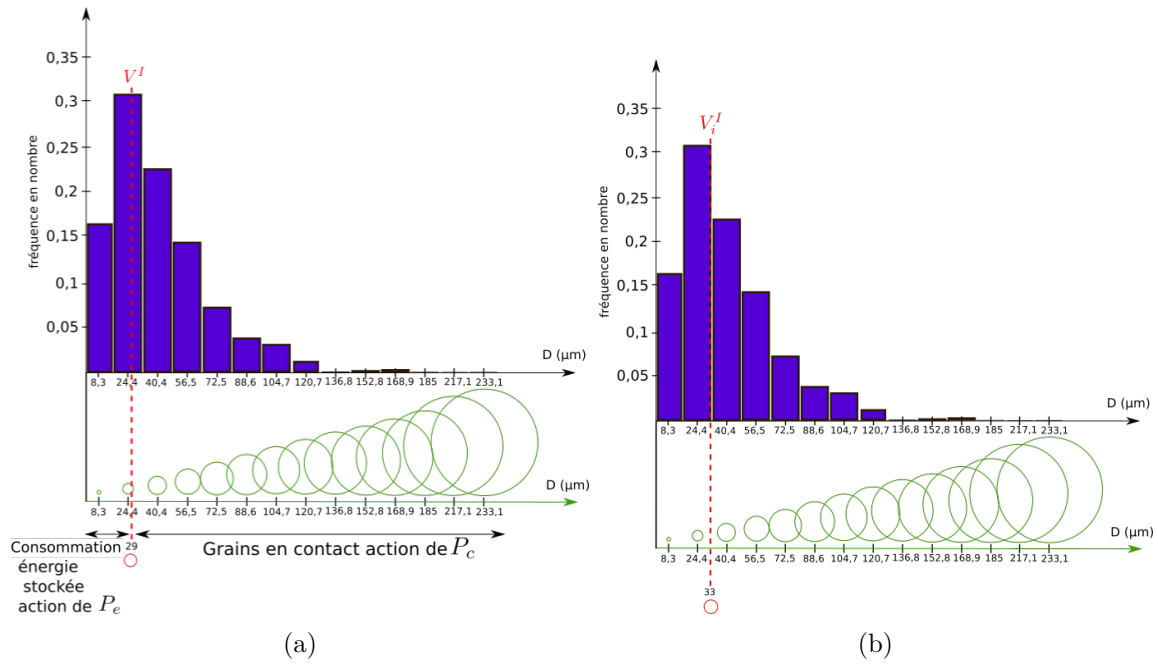 0,35
V^I
0,3
0,25
0,2
0,15
0,1
0,05
fréquence en nombre
D (µm)
8,3 24,4 40,4 56,5 72,5 88,6 104,7 120,7 136,8 152,8 168,9 185 217,1 233,1
D (µm)
8,3 24,4 40,4 56,5 72,5 88,6 104,7 120,7 136,8 152,8 168,9 185 217,1 233,1
Consommation
énergie
stockée
action de P_e
29
Grains en contact action de P_c
(a)
0,35
V_i^I
0,3
0,25
0,2
0,15
0,1
0,05
fréquence en nombre
D (µm)
8,3 24,4 40,4 56,5 72,5 88,6 104,7 120,7 136,8 152,8 168,9 185 217,1 233,1
D (µm)
8,3 24,4 40,4 56,5 72,5 88,6 104,7 120,7 136,8 152,8 168,9 185 217,1 233,1
33
(b)